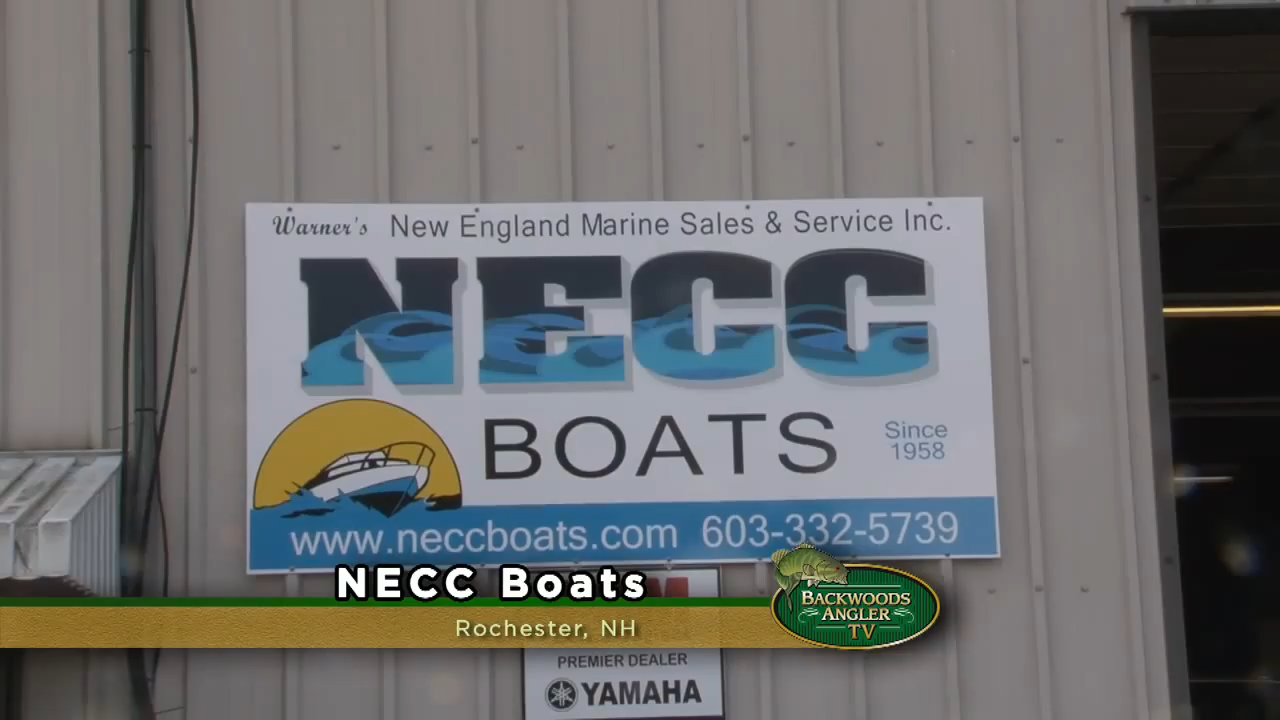 Warner's New England Marine Sales & Service Inc.
NECC
BOATS
Since
1958
www.neccboats.com 603-332-5739
NECC Boats
Rochester, NH
BACKWOODS
ANGLER
TV
PREMIER DEALER
YAMAHA